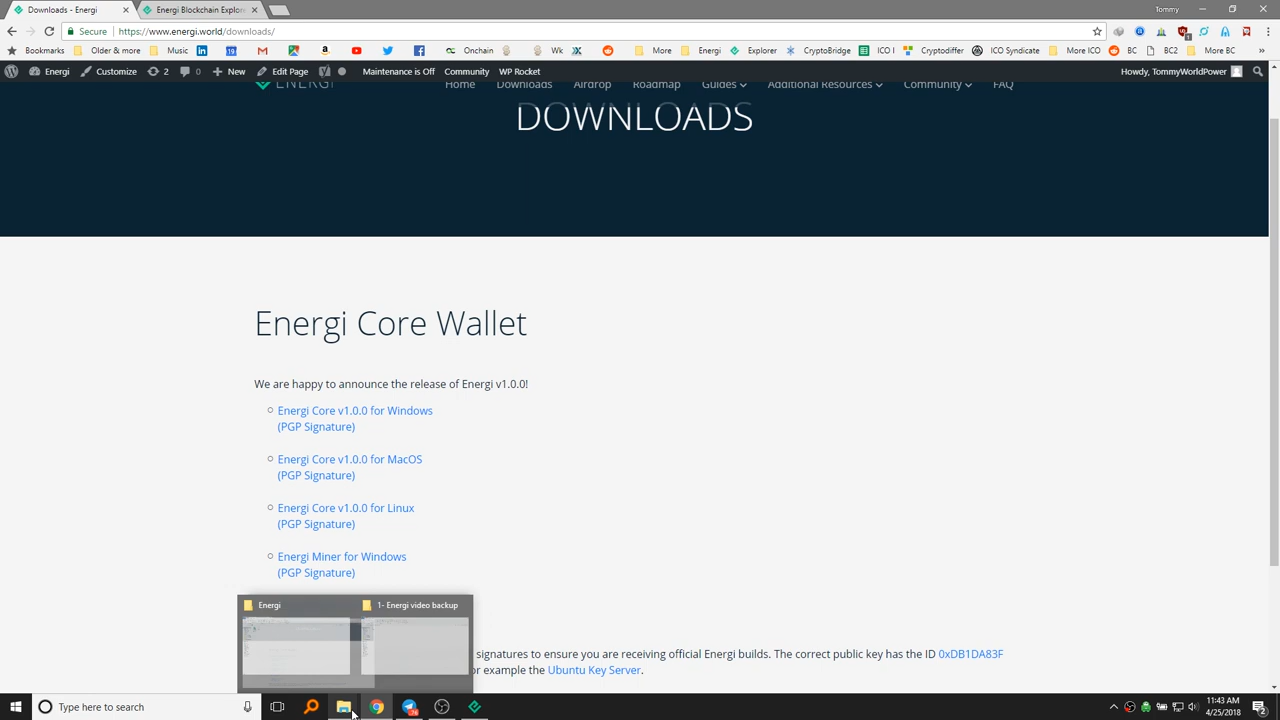 Downloads - Energi
Energi Blockchain Explor
Tommy
Secure
https://www.energi.world/downloads/
Bookmarks Older & more Music Onchain Wk More Energi Explorer CryptoBridge ICO I Cryptodiffer ICO Syndicate More ICO BC BC2 More BC »
Energi Customize 2 0 New Edit Page Maintenance is Off Community WP Rocket Howdy, TommyWorldPower
ENERGI Home Downloads Airdrop Roadmap Guides Additional Resources Community FAQ
DOWNLOADS
Energi Core Wallet
We are happy to announce the release of Energi v1.0.0!
Energi Core v1.0.0 for Windows
(PGP Signature)
Energi Core v1.0.0 for MacOS
(PGP Signature)
Energi Core v1.0.0 for Linux
(PGP Signature)
Energi Miner for Windows
(PGP Signature)
Energi 1- Energi video backup
signatures to ensure you are receiving official Energi builds. The correct public key has the ID 0xDB1DA83F
or example the Ubuntu Key Server.
Type here to search
11:43 AM
4/25/2018
2